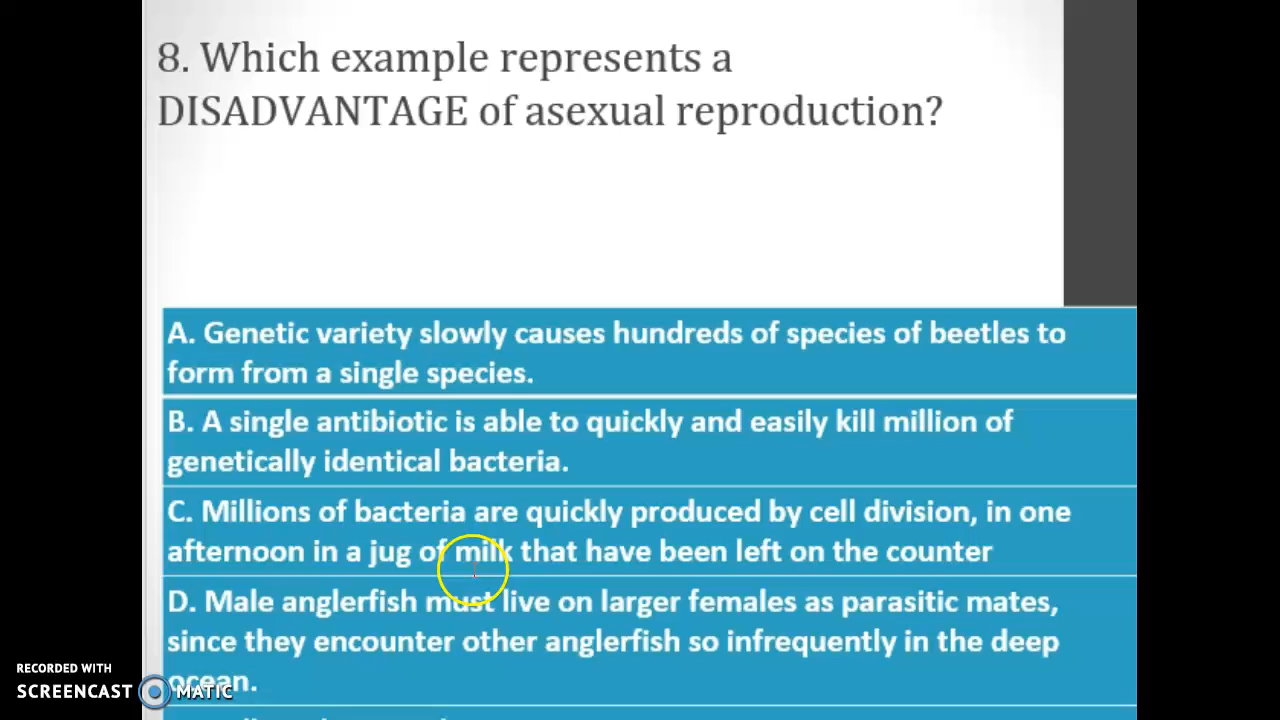 8. Which example represents a
DISADVANTAGE of asexual reproduction?
A. Genetic variety slowly causes hundreds of species of beetles to
form from a single species.
B. A single antibiotic is able to quickly and easily kill million of
genetically identical bacteria.
C. Millions of bacteria are quickly produced by cell division, in one
afternoon in a jug of milk that have been left on the counter
D. Male anglerfish must live on larger females as parasitic mates,
since they encounter other anglerfish so infrequently in the deep
ocean.
RECORDED WITH
SCREENCAST MATIC